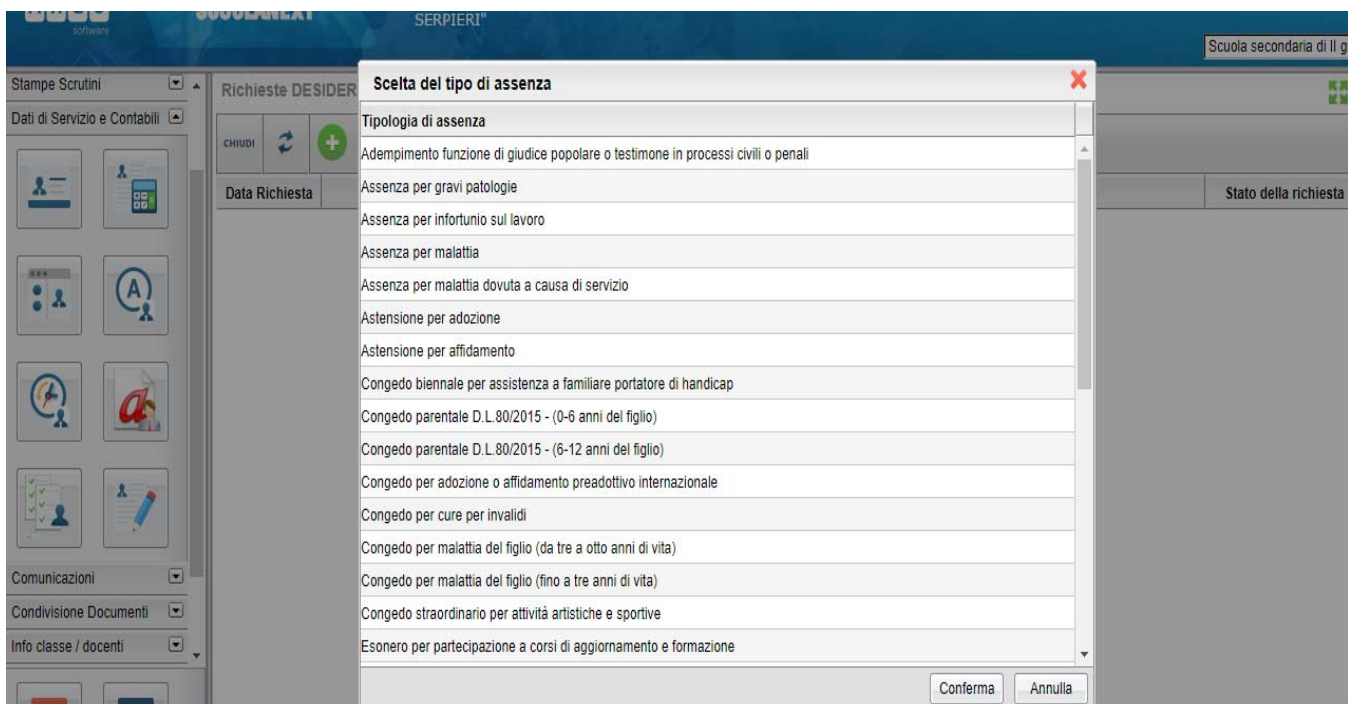 software
SERPIERI"
Scuola secondaria di II g
Stampe Scrutini
Dati di Servizio e Contabili
Comunicazioni
Condivisione Documenti
Info classe / docenti
Richieste DESIDER
CHIUDI
Data Richiesta
Stato della richiesta
Scelta del tipo di assenza
Tipologia di assenza
Adempimento funzione di giudice popolare o testimone in processi civili o penali
Assenza per gravi patologie
Assenza per infortunio sul lavoro
Assenza per malattia
Assenza per malattia dovuta a causa di servizio
Astensione per adozione
Astensione per affidamento
Congedo biennale per assistenza a familiare portatore di handicap
Congedo parentale D.L.80/2015 - (0-6 anni del figlio)
Congedo parentale D.L.80/2015 - (6-12 anni del figlio)
Congedo per adozione o affidamento preadottivo internazionale
Congedo per cure per invalidi
Congedo per malattia del figlio (da tre a otto anni di vita)
Congedo per malattia del figlio (fino a tre anni di vita)
Congedo straordinario per attività artistiche e sportive
Esonero per partecipazione a corsi di aggiornamento e formazione
Conferma
Annulla